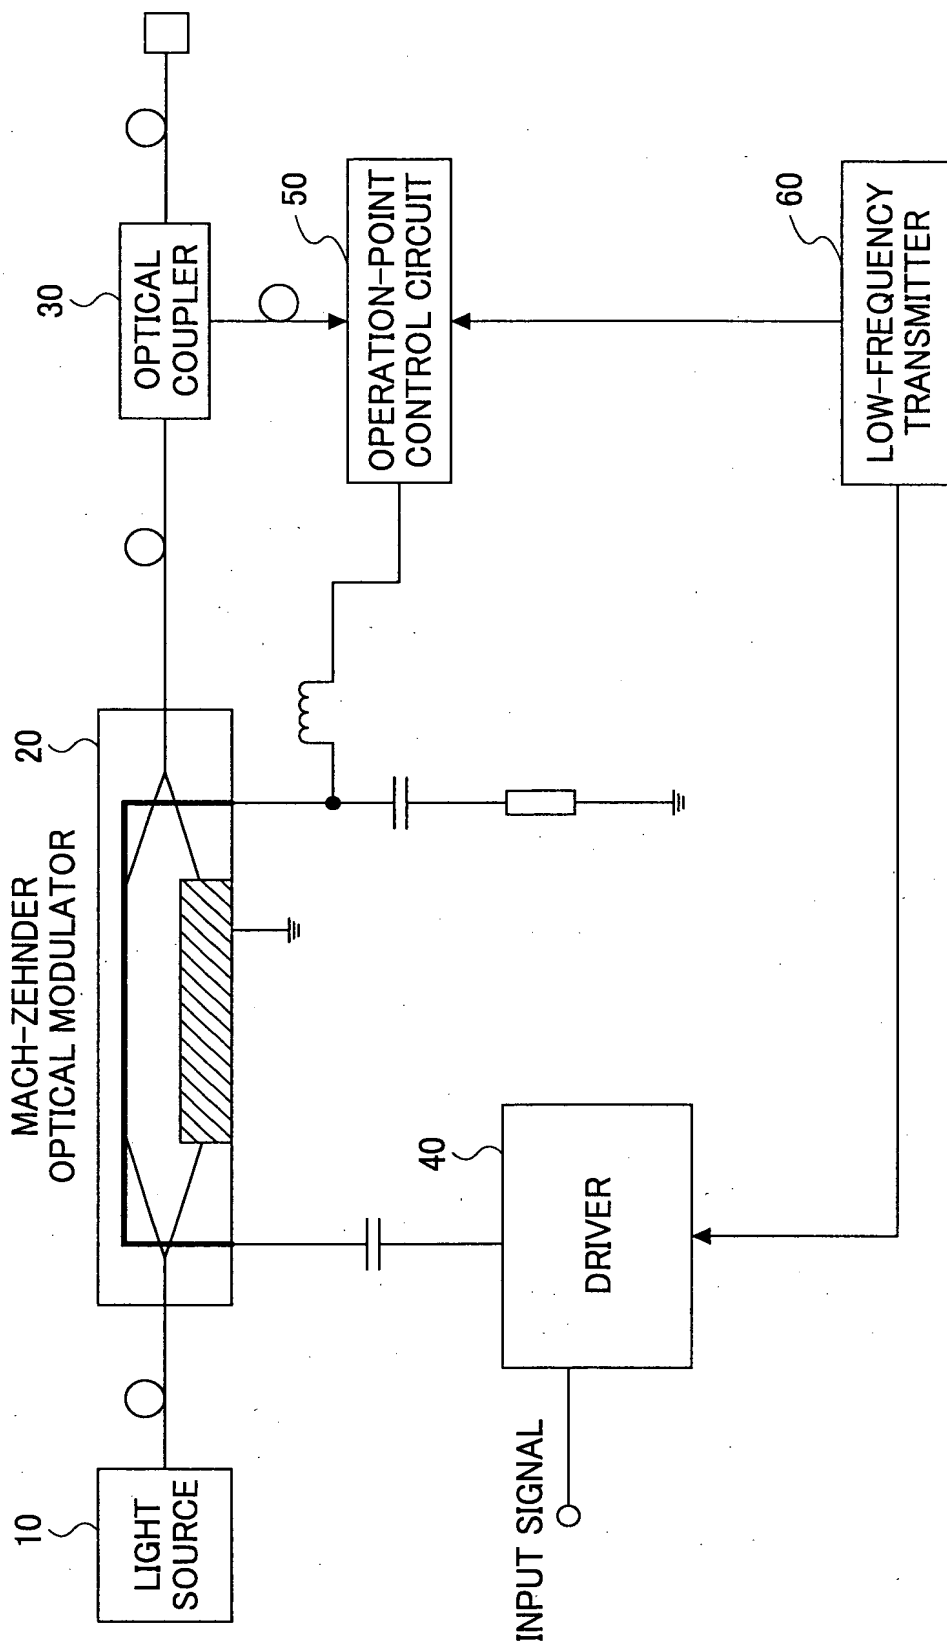 MACH-ZEHNDER
OPTICAL MODULATOR
10
LIGHT
SOURCE
20
30
OPTICAL
COUPLER
INPUT SIGNAL
40
DRIVER
50
OPERATION-POINT
CONTROL CIRCUIT
60
LOW-FREQUENCY
TRANSMITTER